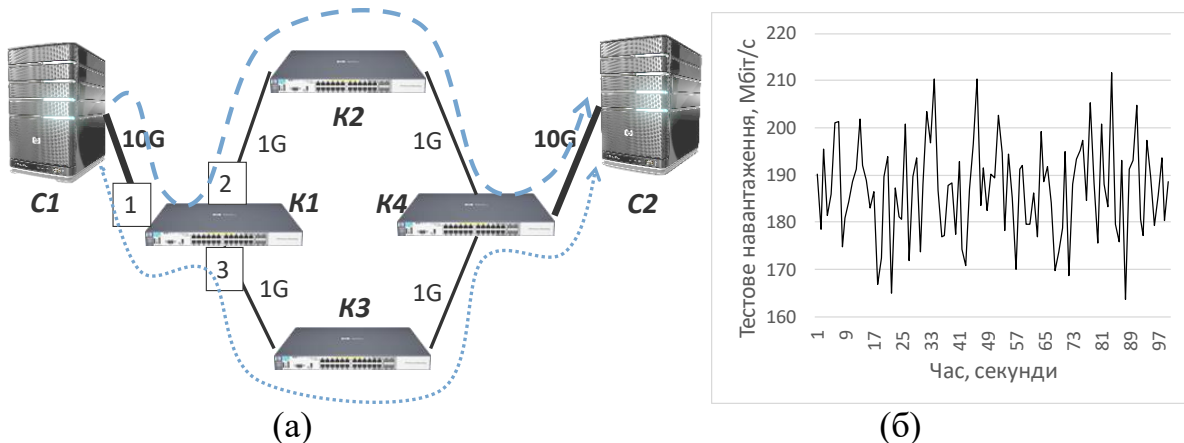 10G
С1
1
2
3
1G
К2
1G
К1
К4
10G
С2
1G
К3
1G
(а)
Тестове навантаження, Мбіт/с
220
210
200
190
180
170
160
1 9 17 25 33 41 49 57 65 73 81 89 97
Час, секунди
(б)